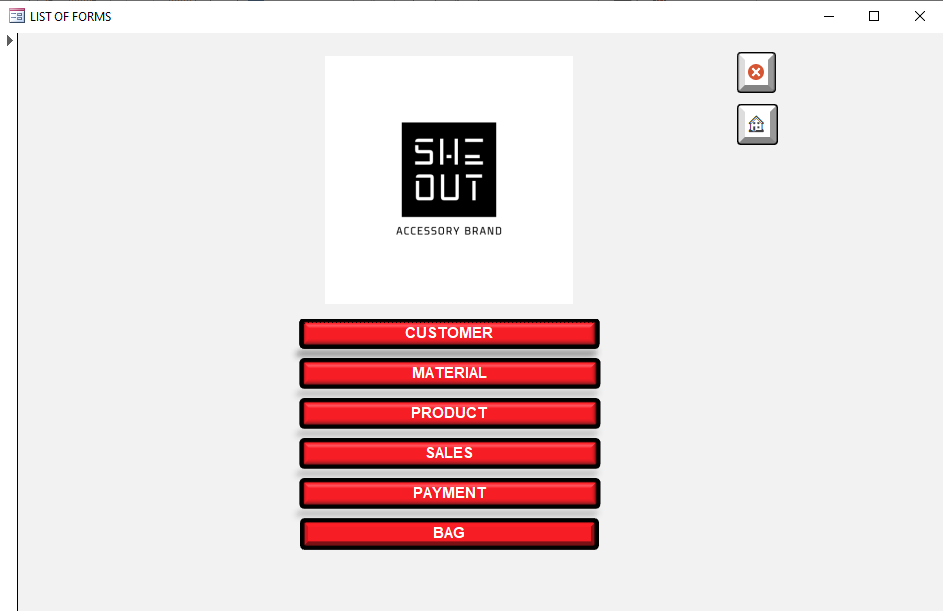 LIST OF FORMS
SHE
OUT
ACCESSORY BRAND
CUSTOMER
MATERIAL
PRODUCT
SALES
PAYMENT
BAG